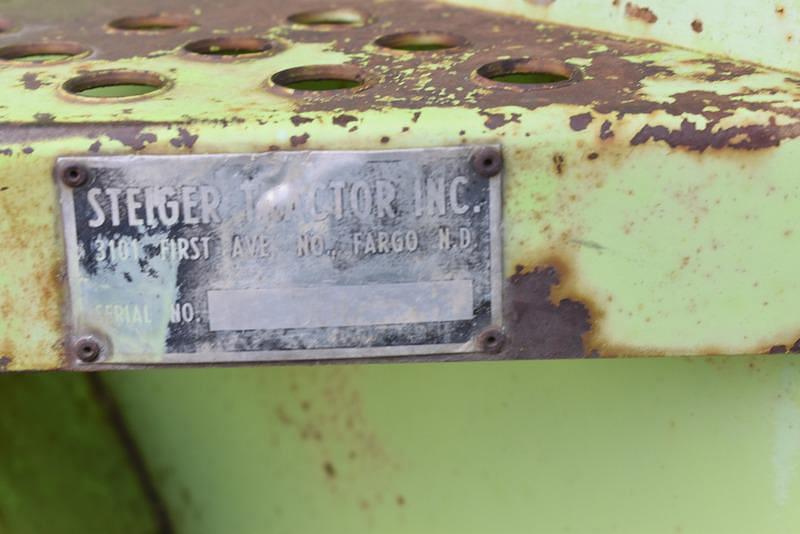 STEIGER TRACTOR INC.
3101 FIRST AVE. NO., FARGO N.D.
SERIAL NO.